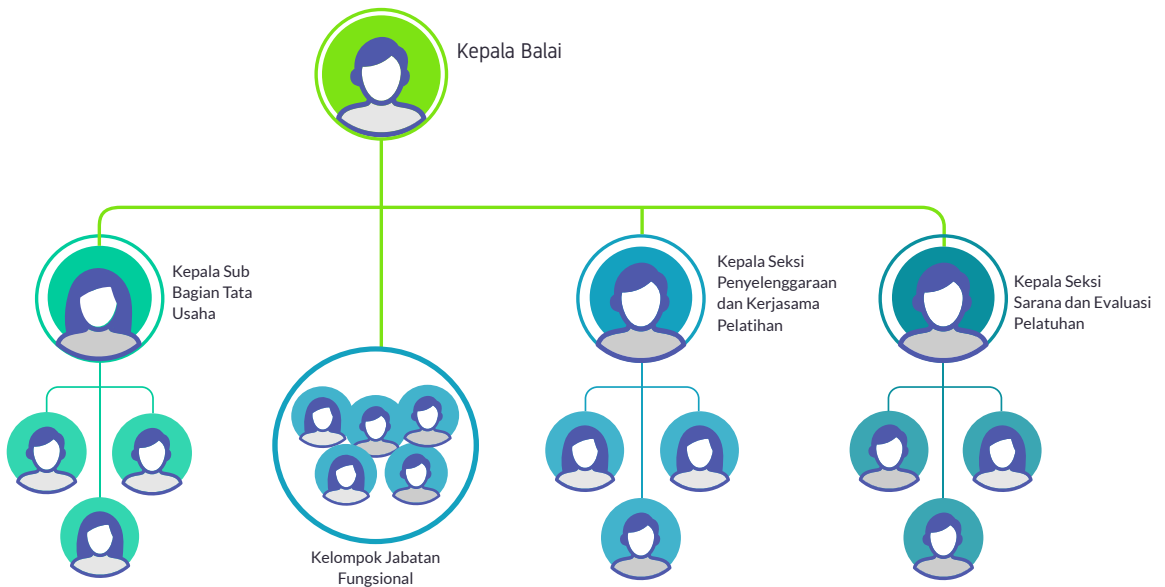 Kepala Balai
Kepala Sub
Bagian Tata
Usaha
Kepala Seksi
Penyelenggaraan
dan Kerjasama
Pelatihan
Kepala Seksi
Sarana dan Evaluasi
Pelatuhan
Kelompok Jabatan
Fungsional